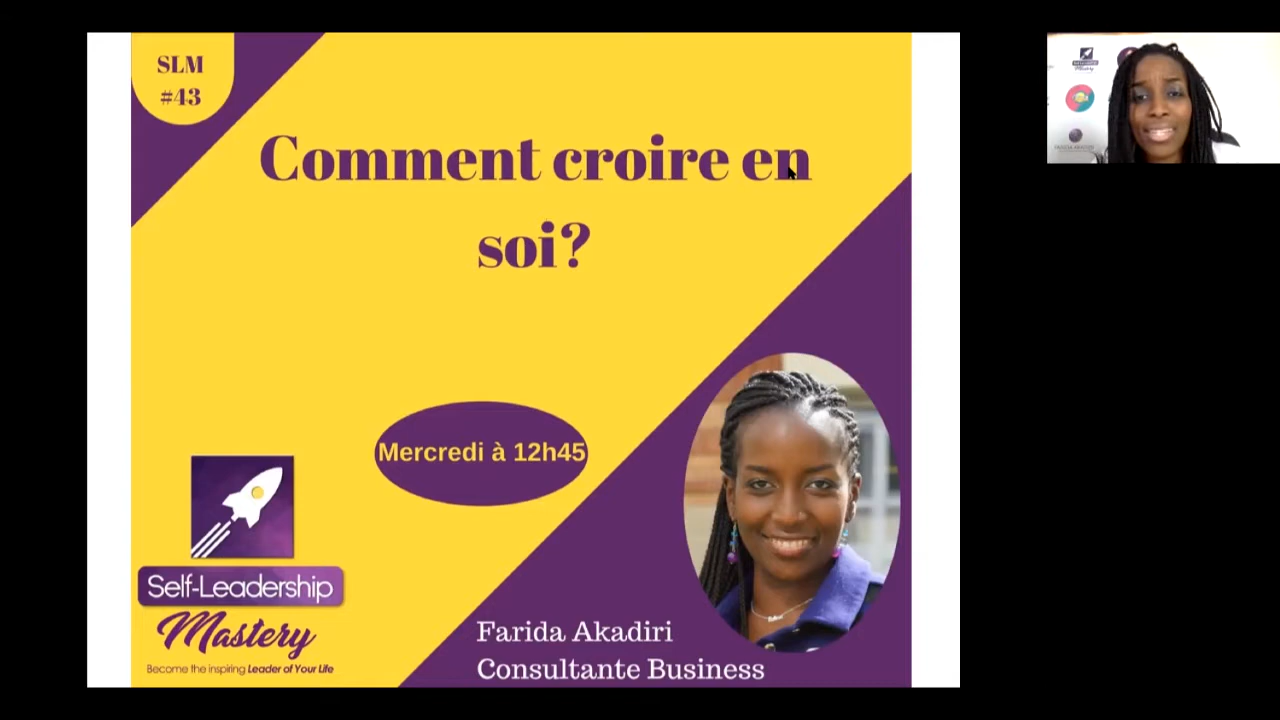 SLM
#43
Comment croire en
soi?
Mercredi à 12h45
Self-Leadership
Mastery
Become the inspiring Leader of Your Life
Farida Akadiri
Consultante Business